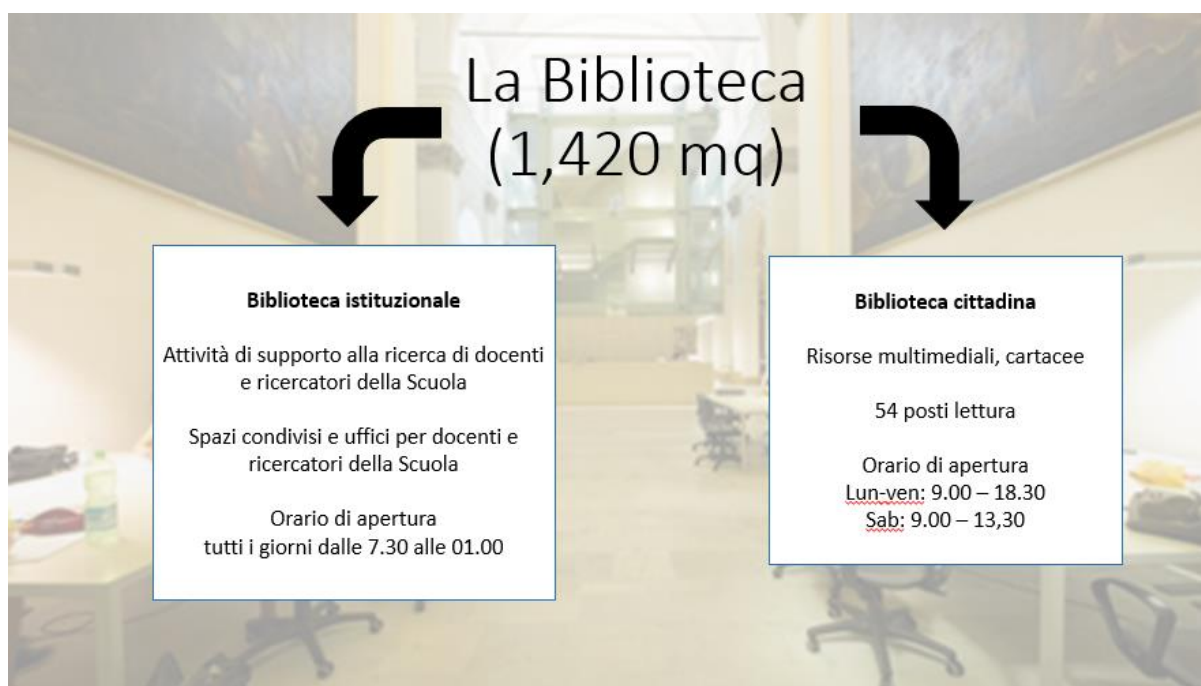 La Biblioteca
(1,420 mq)
Biblioteca istituzionale
Attività di supporto alla ricerca di docenti
e ricercatori della Scuola
Spazi condivisi e uffici per docenti e
ricercatori della Scuola
Orario di apertura
tutti i giorni dalle 7.30 alle 01.00
Biblioteca cittadina
Risorse multimediali, cartacee
54 posti lettura
Orario di apertura
Lun-ven: 9.00 – 18.30
Sab: 9.00 – 13,30